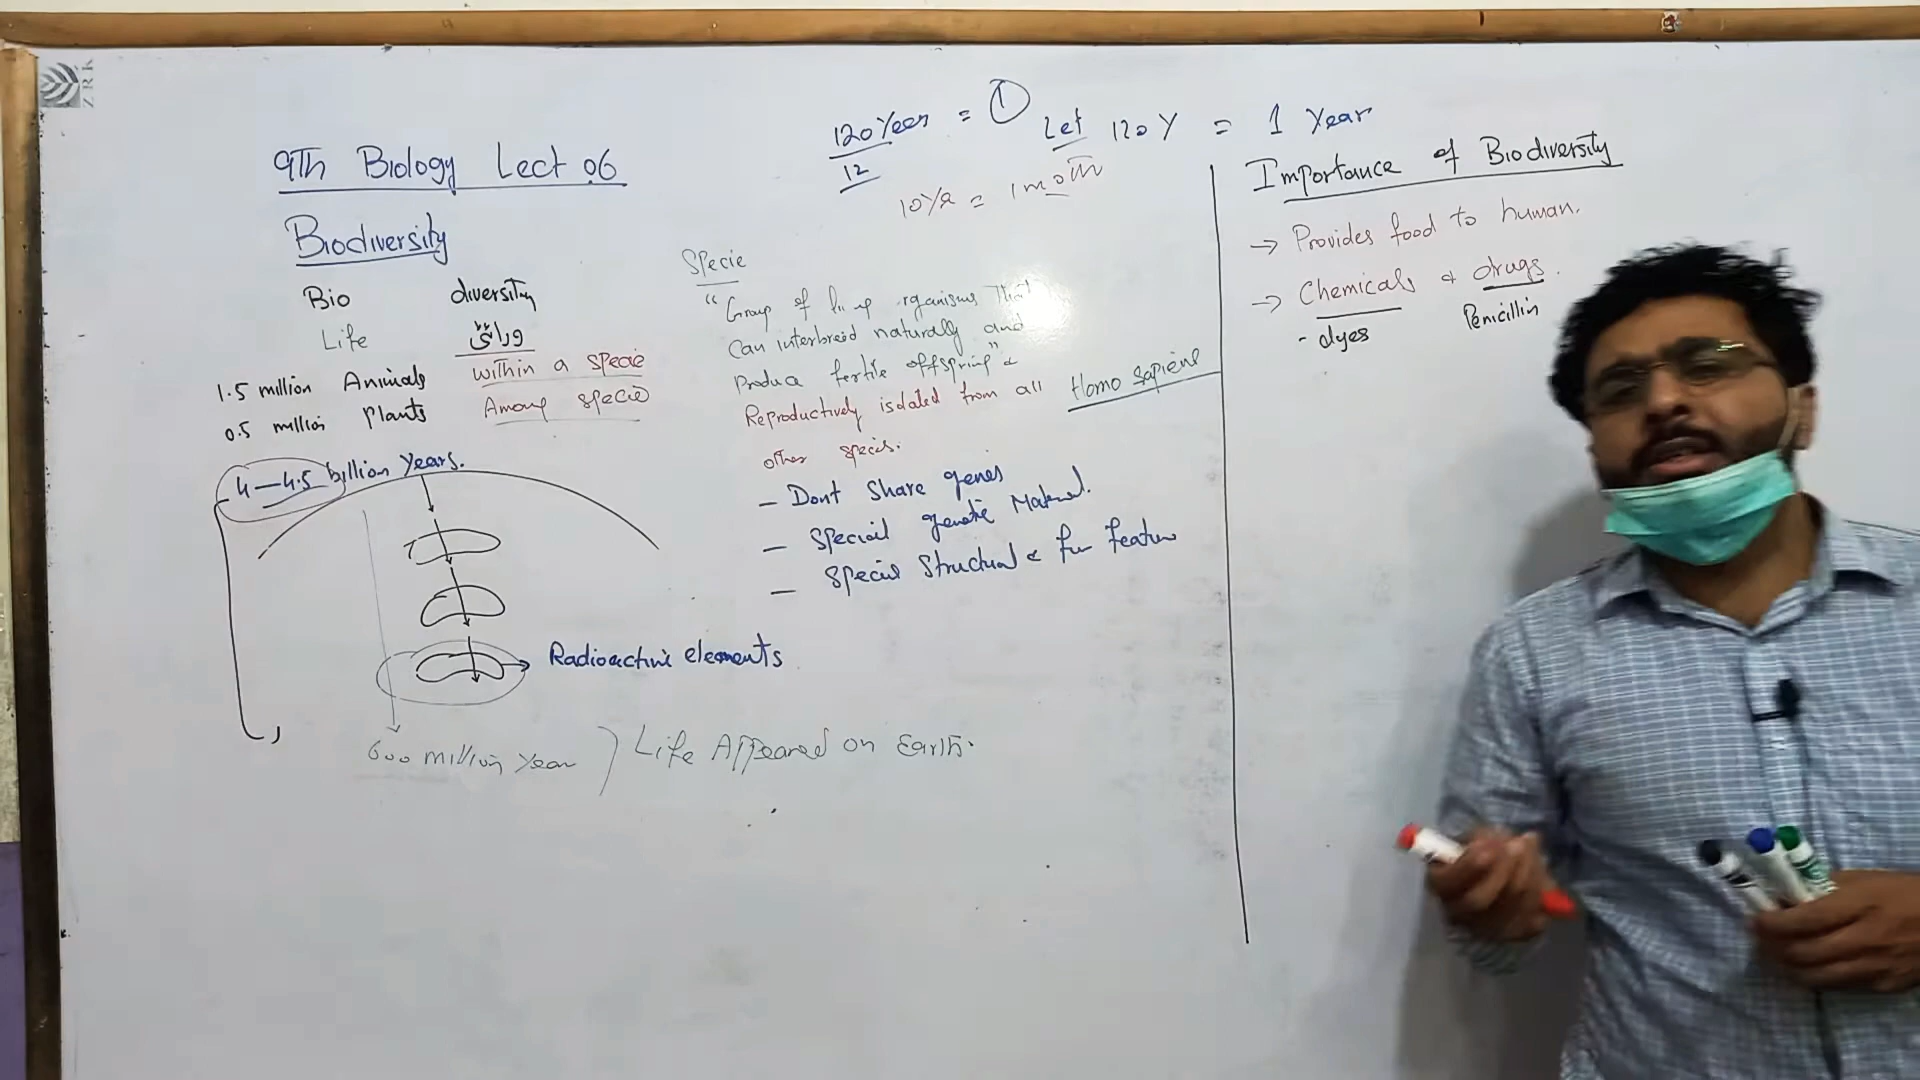 ZRK
9Th Biology Lect 06
Biodiversity
Bio diversity
Life ورائٹی
1.5 million Animals within a specie
0.5 million Plants Among specie
4 — 4.5 billion Years.
Radioactive elements
600 million Year } Life Appeared on Earth.
120 Years = 1
12
Let 120 Y = 1 Year
10 Ya = 1 moth
Specie
"Group of organisms That
Can interbreed naturally and
Produce fertile offspring" &
Reproductively isolated from all
other specis.
Homo sapiens
— Dont Share genes
— Special genetic Material.
— Special Structural & Fun Feature
Importance of Biodiversity
→ Provides food to human.
→ Chemicals & drugs.
- dyes Penicillin